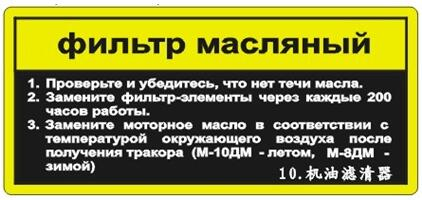 фильтр масляный
1. Проверьте и убедитесь, что нет течи масла.
2. Замените фильтр-элементы через каждые 200
часов работы.
3. Замените моторное масло в соответствии с
температурой окружающего воздуха после
получения тракора (М-10ДМ - летом, М-8ДМ -
зимой)
10.机油滤清器